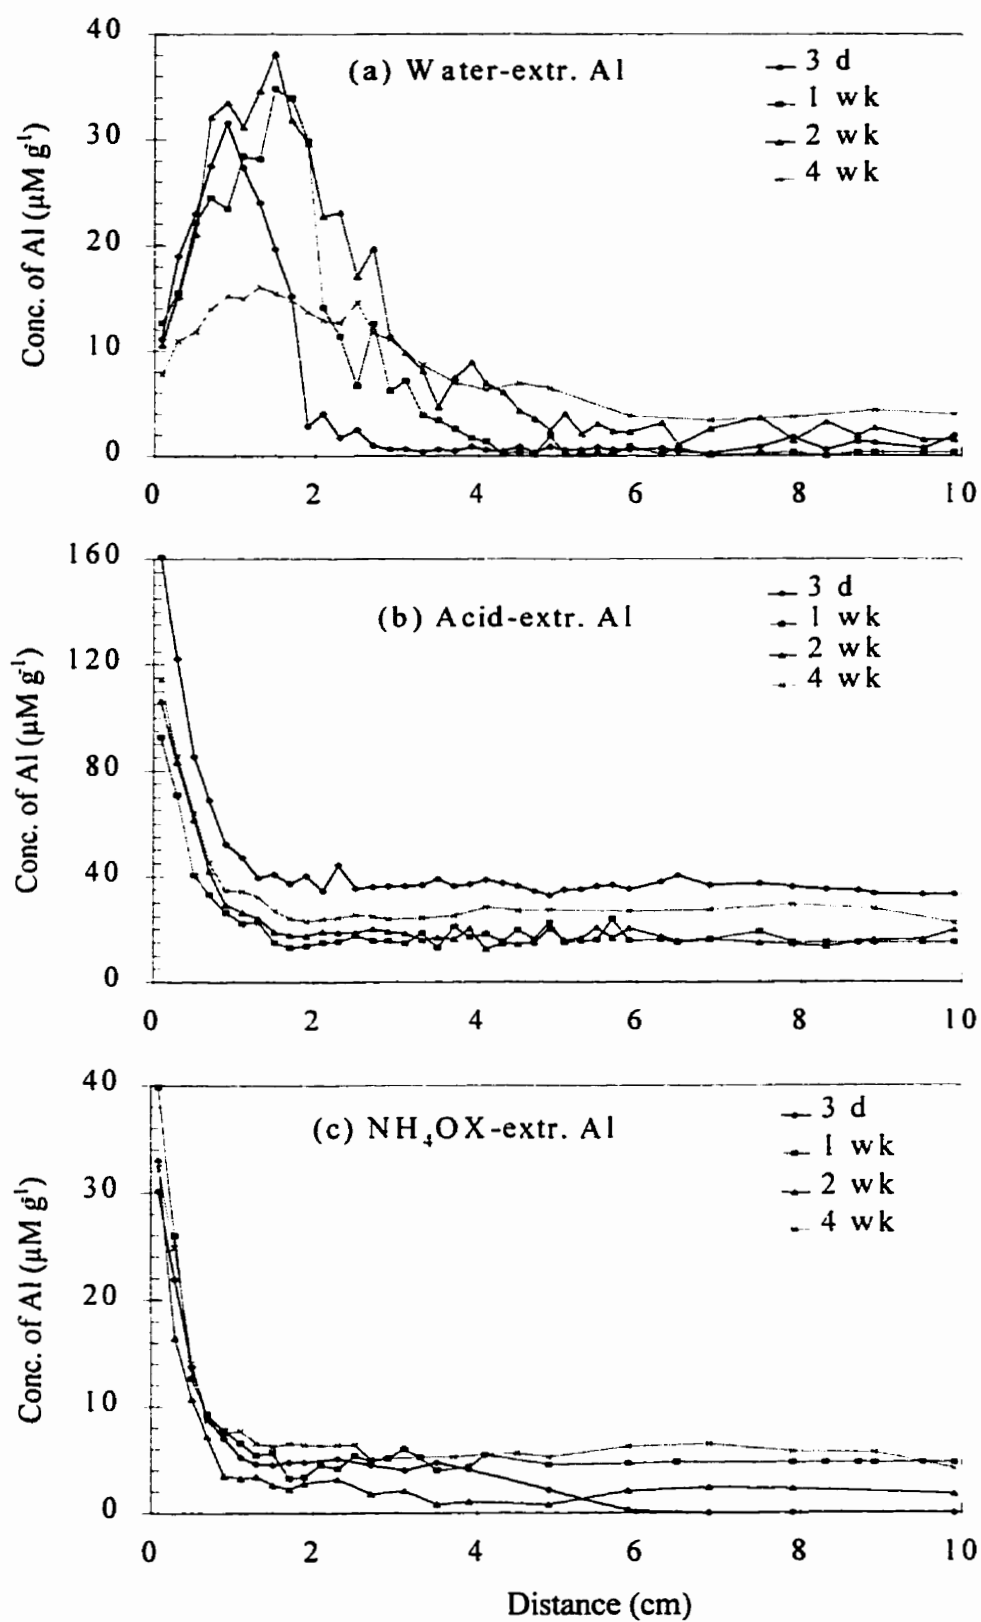 40
30
20
10
0
Conc. of Al (μM g⁻¹)
(a) Water-extr. Al
3 d
1 wk
2 wk
4 wk
0 2 4 6 8 10
160
120
80
40
0
Conc. of Al (μM g⁻¹)
(b) Acid-extr. Al
3 d
1 wk
2 wk
4 wk
0 2 4 6 8 10
40
30
20
10
0
Conc. of Al (μM g⁻¹)
(c) NH₄OX-extr. Al
3 d
1 wk
2 wk
4 wk
0 2 4 6 8 10
Distance (cm)